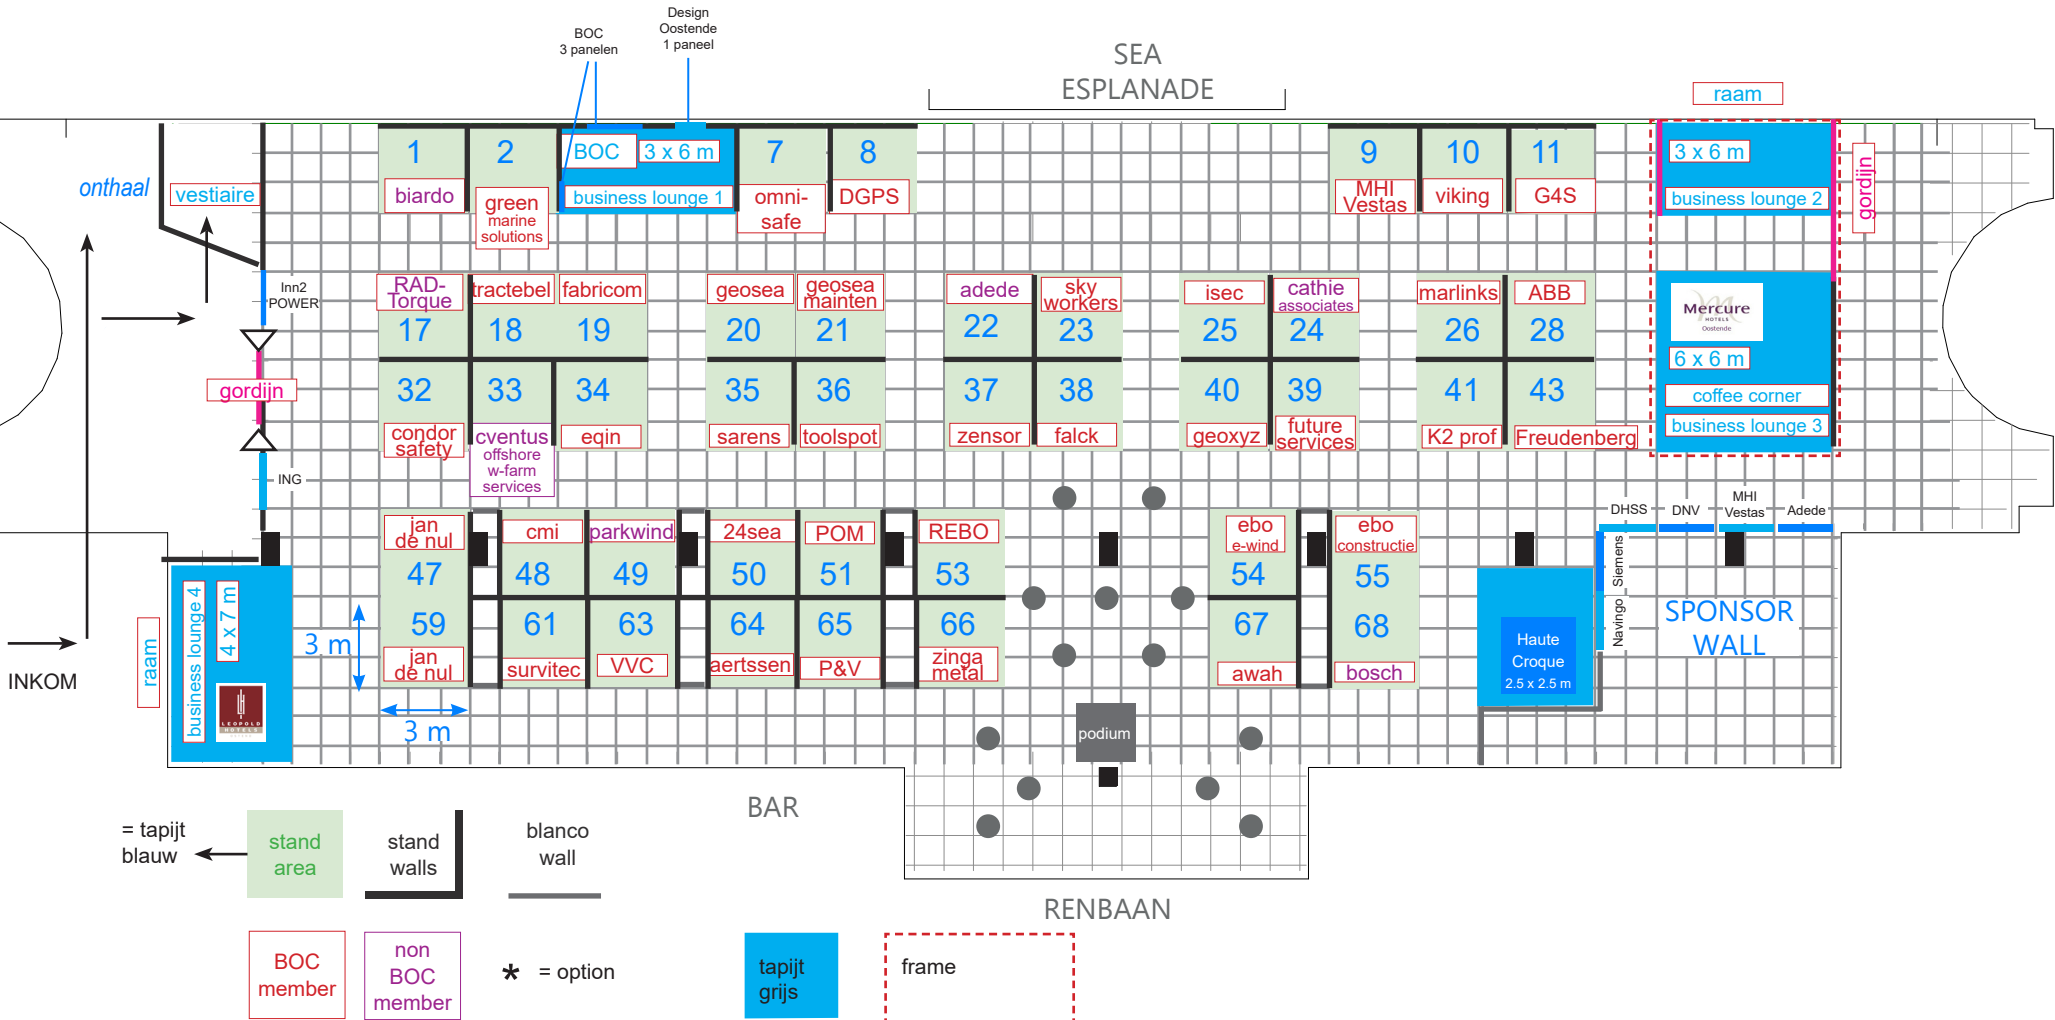 BOC
3 panelen
Design
Oostende
1 paneel
SEA
ESPLANADE
raam
onthaal
vestiaire
1
biardo
2
green
marine
solutions
BOC
3 x 6 m
business lounge 1
7
omni-
safe
8
DGPS
9
MHI
Vestas
10
viking
11
G4S
3 x 6 m
business lounge 2
gordijn
Inn2
POWER
RAD-
Torque
17
tractebel
18
fabricom
19
geosea
20
geosea
mainten
21
adede
22
sky
workers
23
isec
25
cathie
associates
24
marlinks
26
ABB
28
Mercure
HOTELS
Oostende
6 x 6 m
coffee corner
business lounge 3
gordijn
32
condor
safety
33
cventus
offshore
w-farm
services
34
eqin
35
sarens
36
toolspot
37
zensor
38
falck
40
geoxyz
39
future
services
41
K2 prof
43
Freudenberg
ING
jan
de nul
47
cmi
48
parkwind
49
24sea
50
POM
51
REBO
53
ebo
e-wind
54
ebo
constructie
55
DHSS
DNV
MHI
Vestas
Adede
Siemens
Navingo
SPONSOR
WALL
raam
business lounge 4
4 x 7 m
LEOPOLD
HOTELS
3 m
3 m
59
jan
de nul
61
survitec
63
VVC
64
aertssen
65
P&V
66
zinga
metal
67
awah
68
bosch
Haute
Croque
2.5 x 2.5 m
INKOM
podium
BAR
RENBAAN
= tapijt
blauw
stand
area
stand
walls
blanco
wall
BOC
member
non
BOC
member
* = option
tapijt
grijs
frame